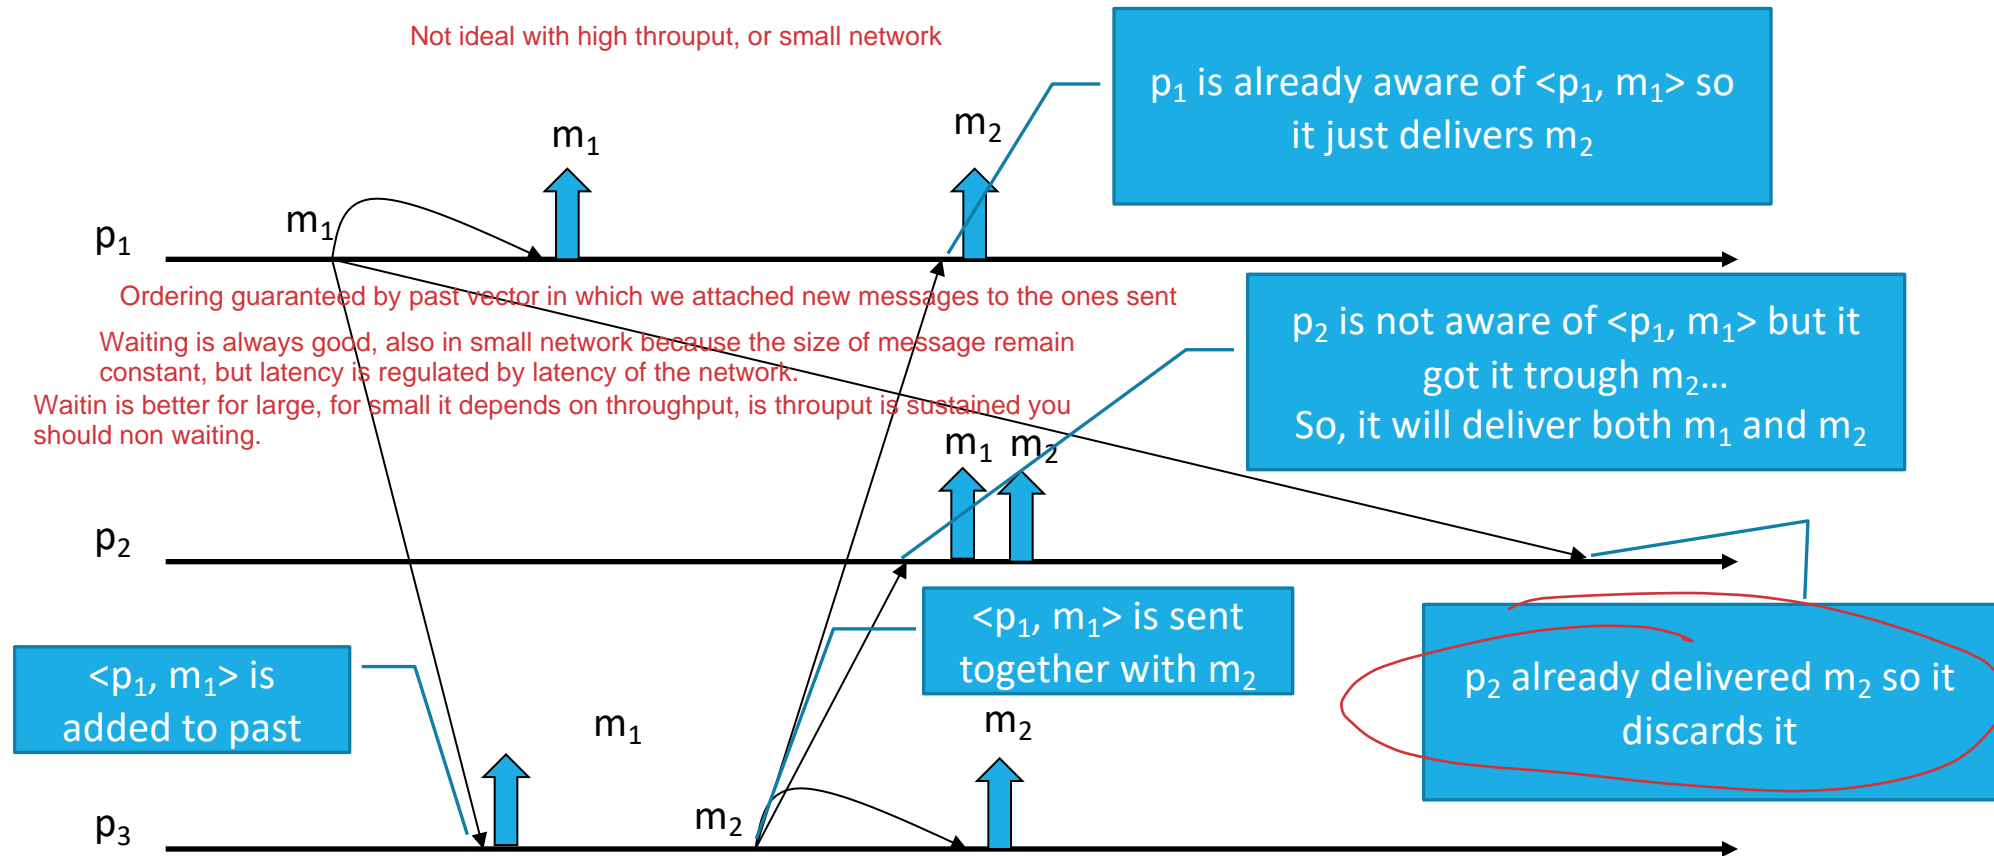 Not ideal with high throuput, or small network
p₁ is already aware of <p₁, m₁> so
it just delivers m₂
m₁
m₂
m₁
p₁
Ordering guaranteed by past vector in which we attached new messages to the ones sent
Waiting is always good, also in small network because the size of message remain
constant, but latency is regulated by latency of the network.
Waitin is better for large, for small it depends on throughput, is throuput is sustained you
should non waiting.
p₂ is not aware of <p₁, m₁> but it
got it trough m₂...
So, it will deliver both m₁ and m₂
m₁ m₂
p₂
<p₁, m₁> is sent
together with m₂
<p₁, m₁> is
added to past
p₂ already delivered m₂ so it
discards it
m₁
m₂
m₂
p₃